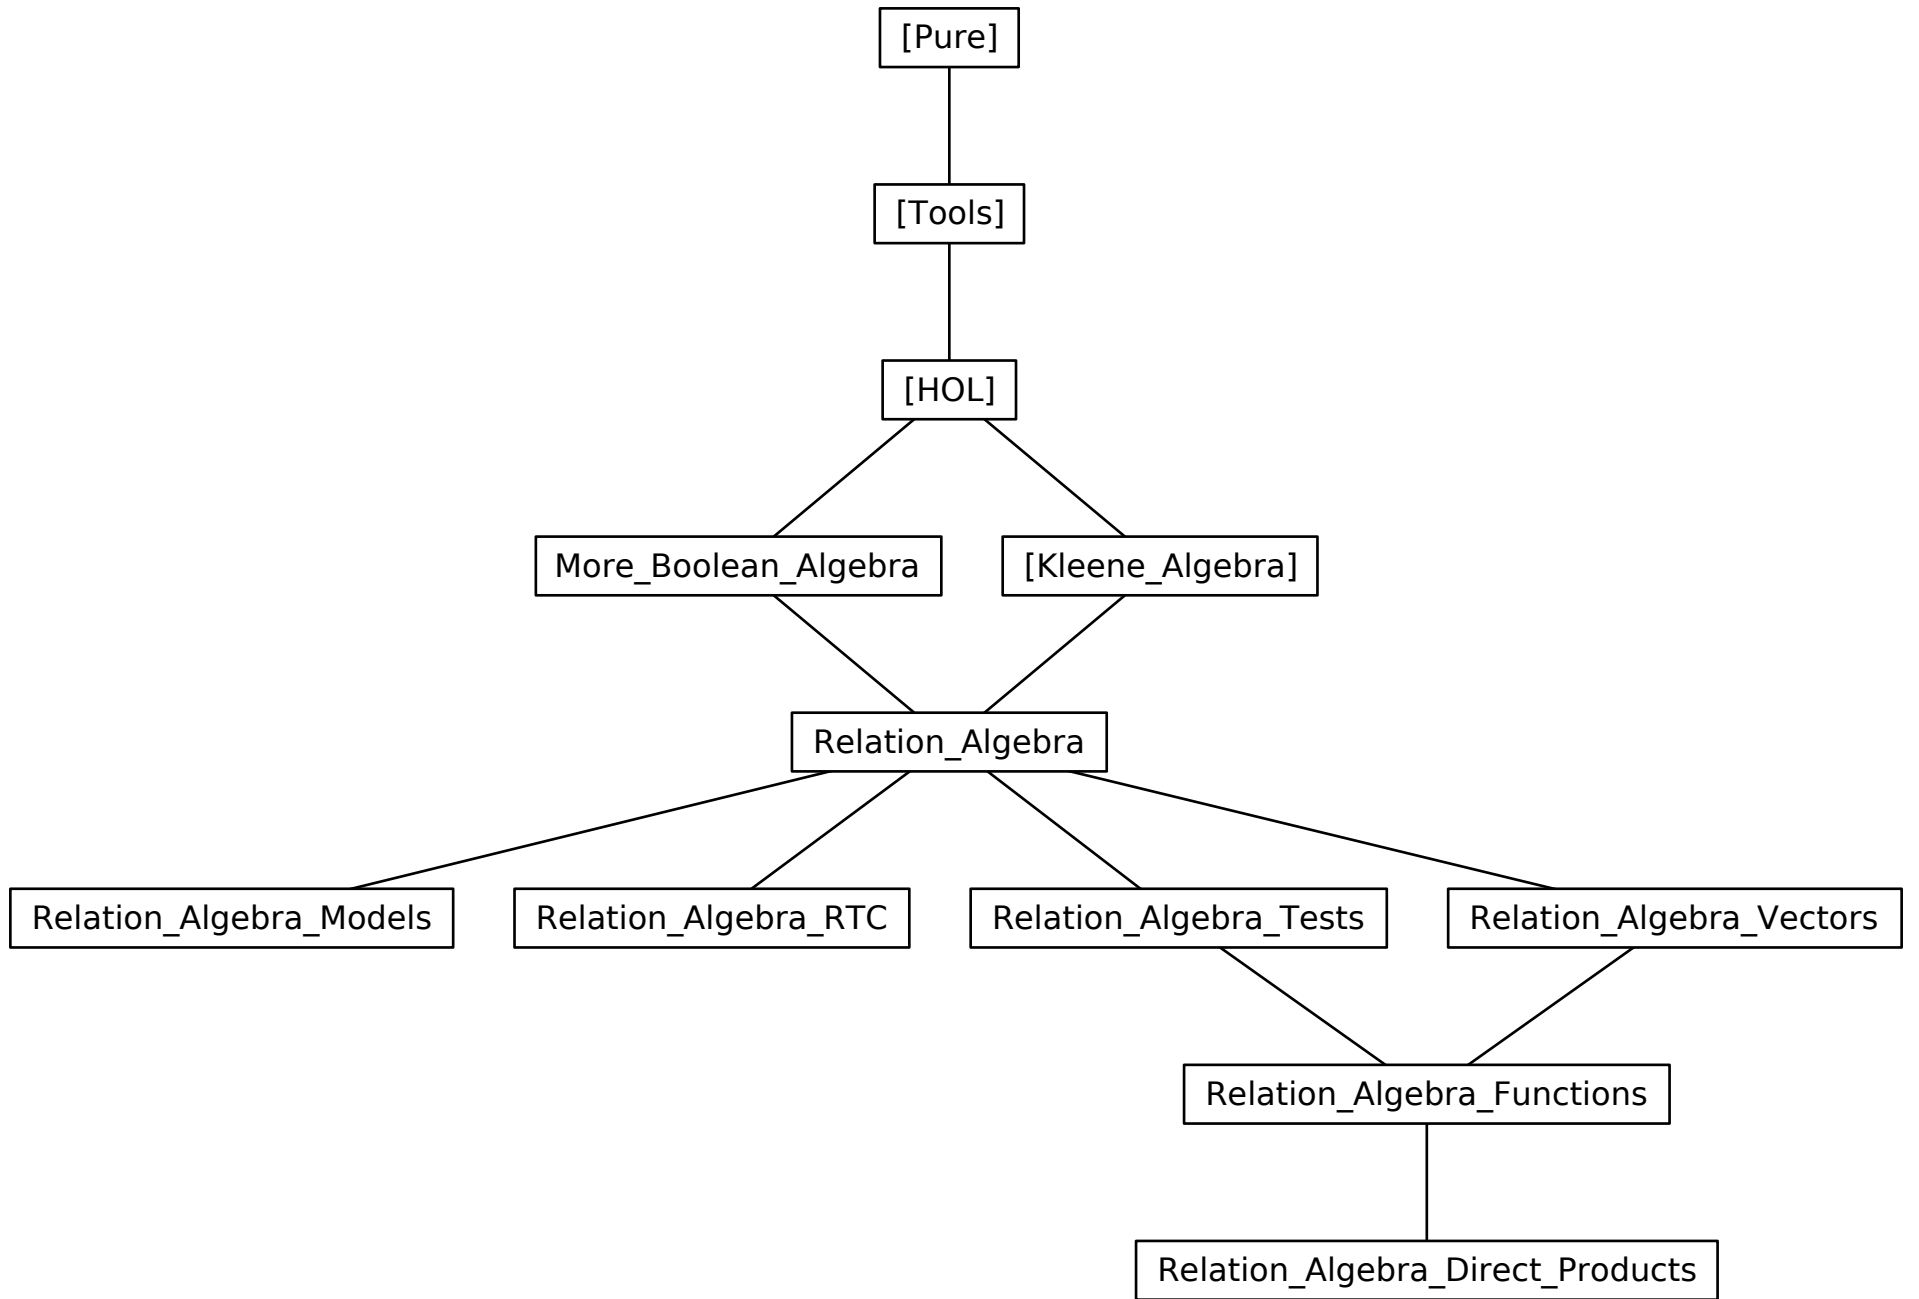 [Pure]
[Tools]
[HOL]
More_Boolean_Algebra
[Kleene_Algebra]
Relation_Algebra
Relation_Algebra_Models
Relation_Algebra_RTC
Relation_Algebra_Tests
Relation_Algebra_Vectors
Relation_Algebra_Functions
Relation_Algebra_Direct_Products